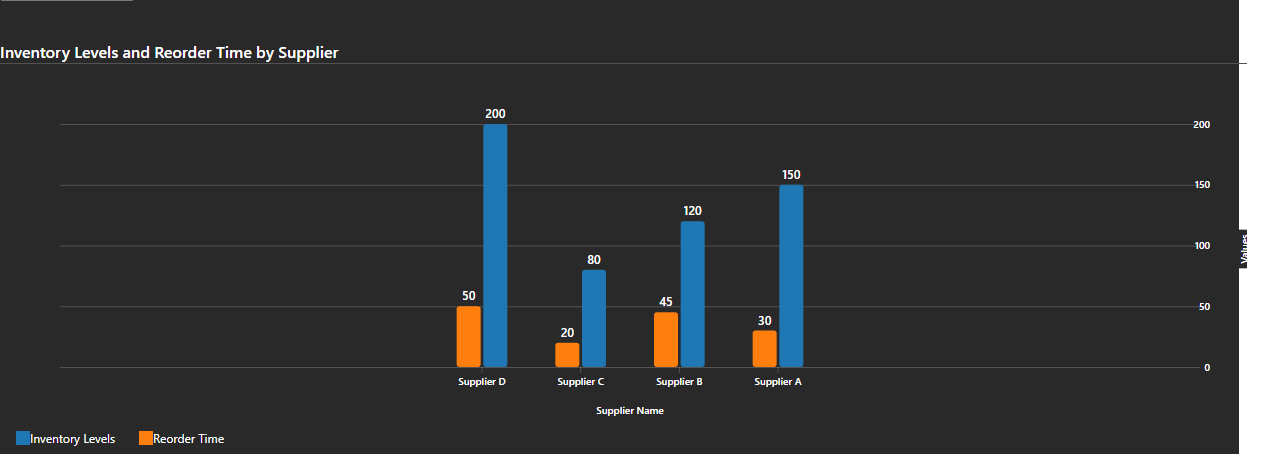 Inventory Levels and Reorder Time by Supplier
200
200
150
150
120
100
Values
80
50
45
50
30
20
0
Supplier D
Supplier C
Supplier B
Supplier A
Supplier Name
Inventory Levels
Reorder Time